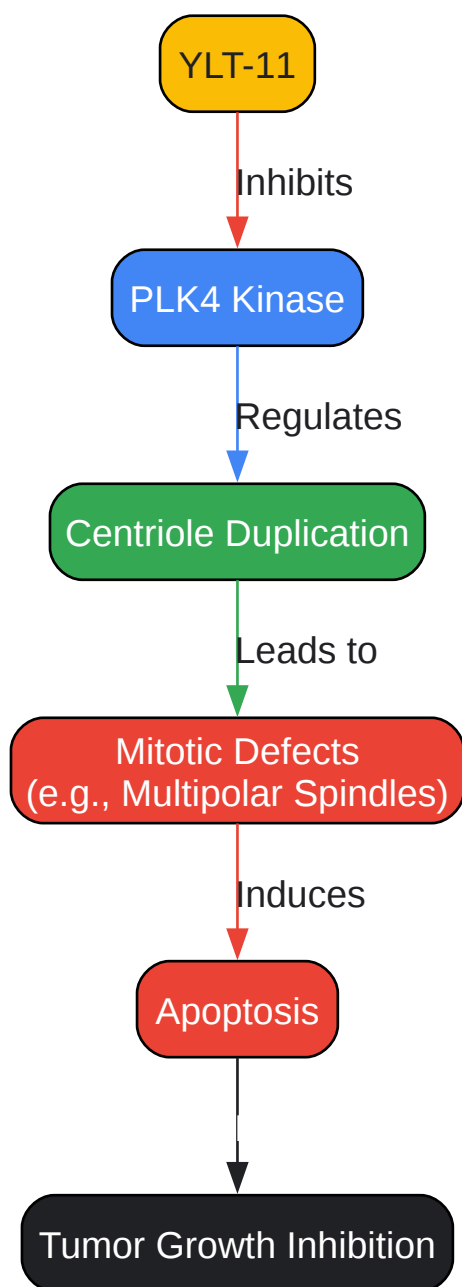 YLT-11
Inhibits
PLK4 Kinase
Regulates
Centriole Duplication
Leads to
Mitotic Defects
(e.g., Multipolar Spindles)
Induces
Apoptosis
Tumor Growth Inhibition